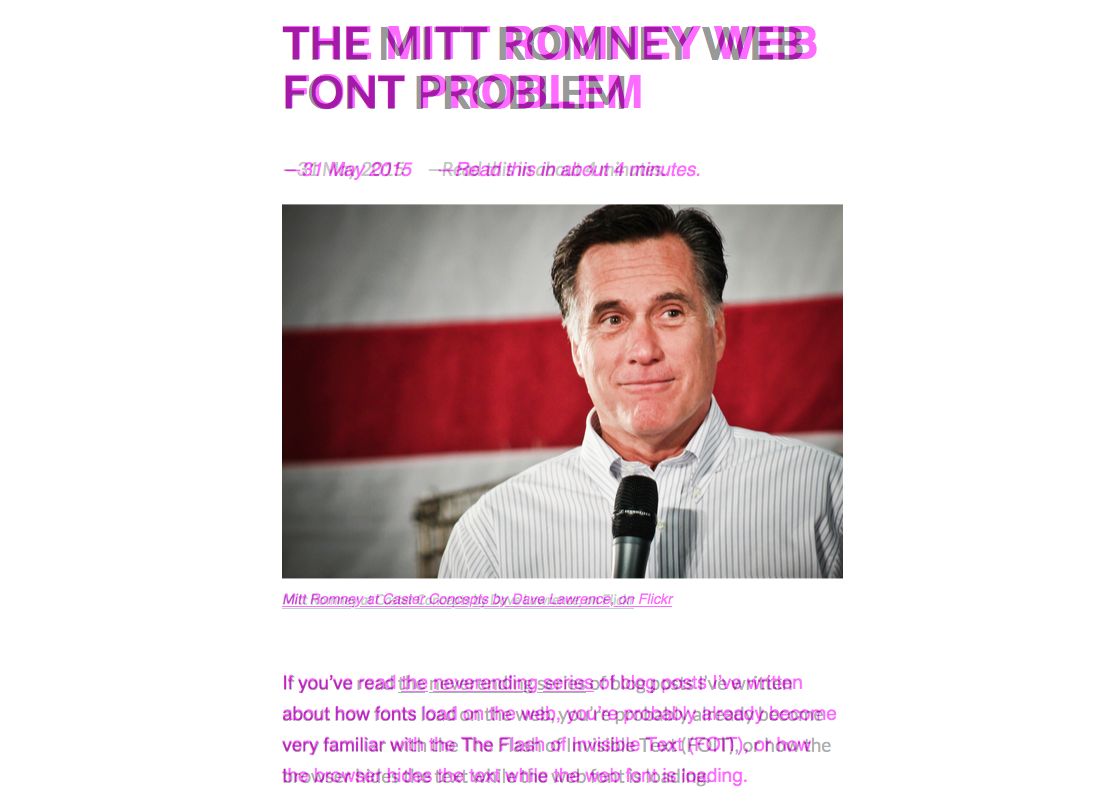 THE MITT ROMNEY WEB
FONT PROBLEM
— 31 May 2015 — Read this in about 4 minutes.
Mitt Romney at Caster Concepts by Dave Lawrence, on Flickr
If you’ve read the neverending series of blog posts I’ve written
about how fonts load on the web, you’re probably already become
very familiar with the The Flash of Invisible Text (FOIT), or how the
browser hides the text while the web font is loading.